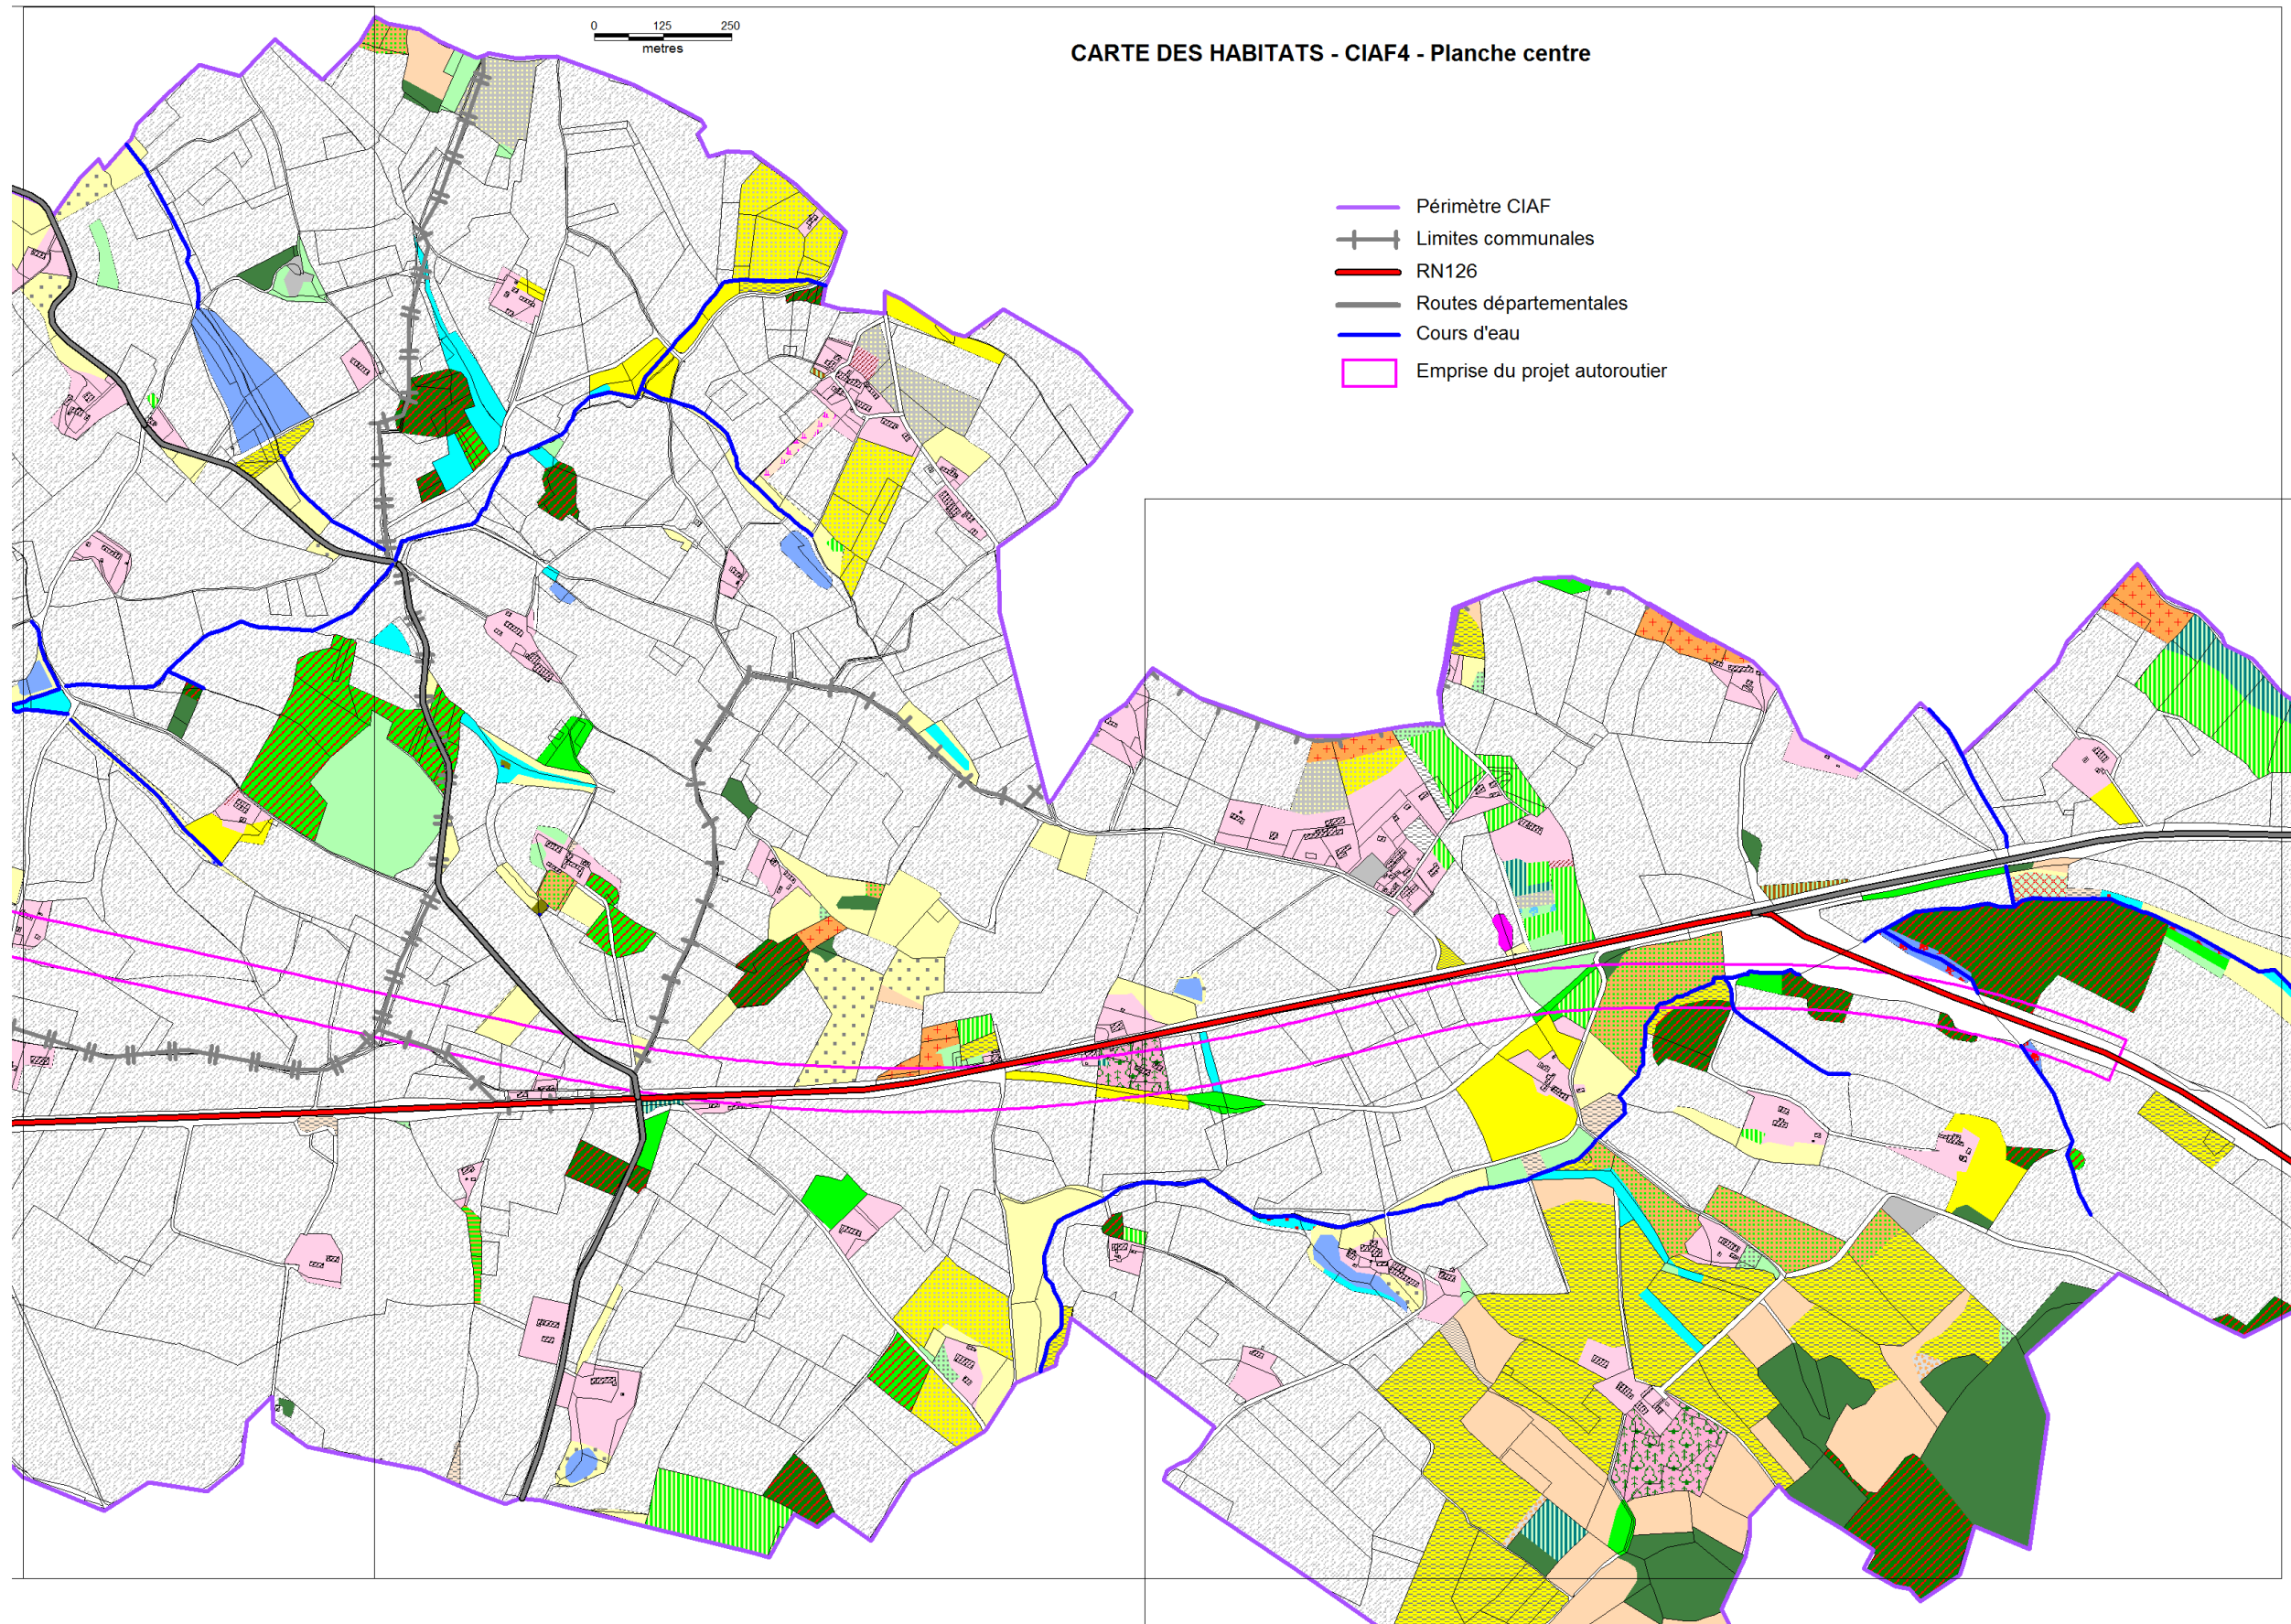 0 125 250
metres
CARTE DES HABITATS - CIAF4 - Planche centre
Périmètre CIAF
Limites communales
RN126
Routes départementales
Cours d'eau
Emprise du projet autoroutier